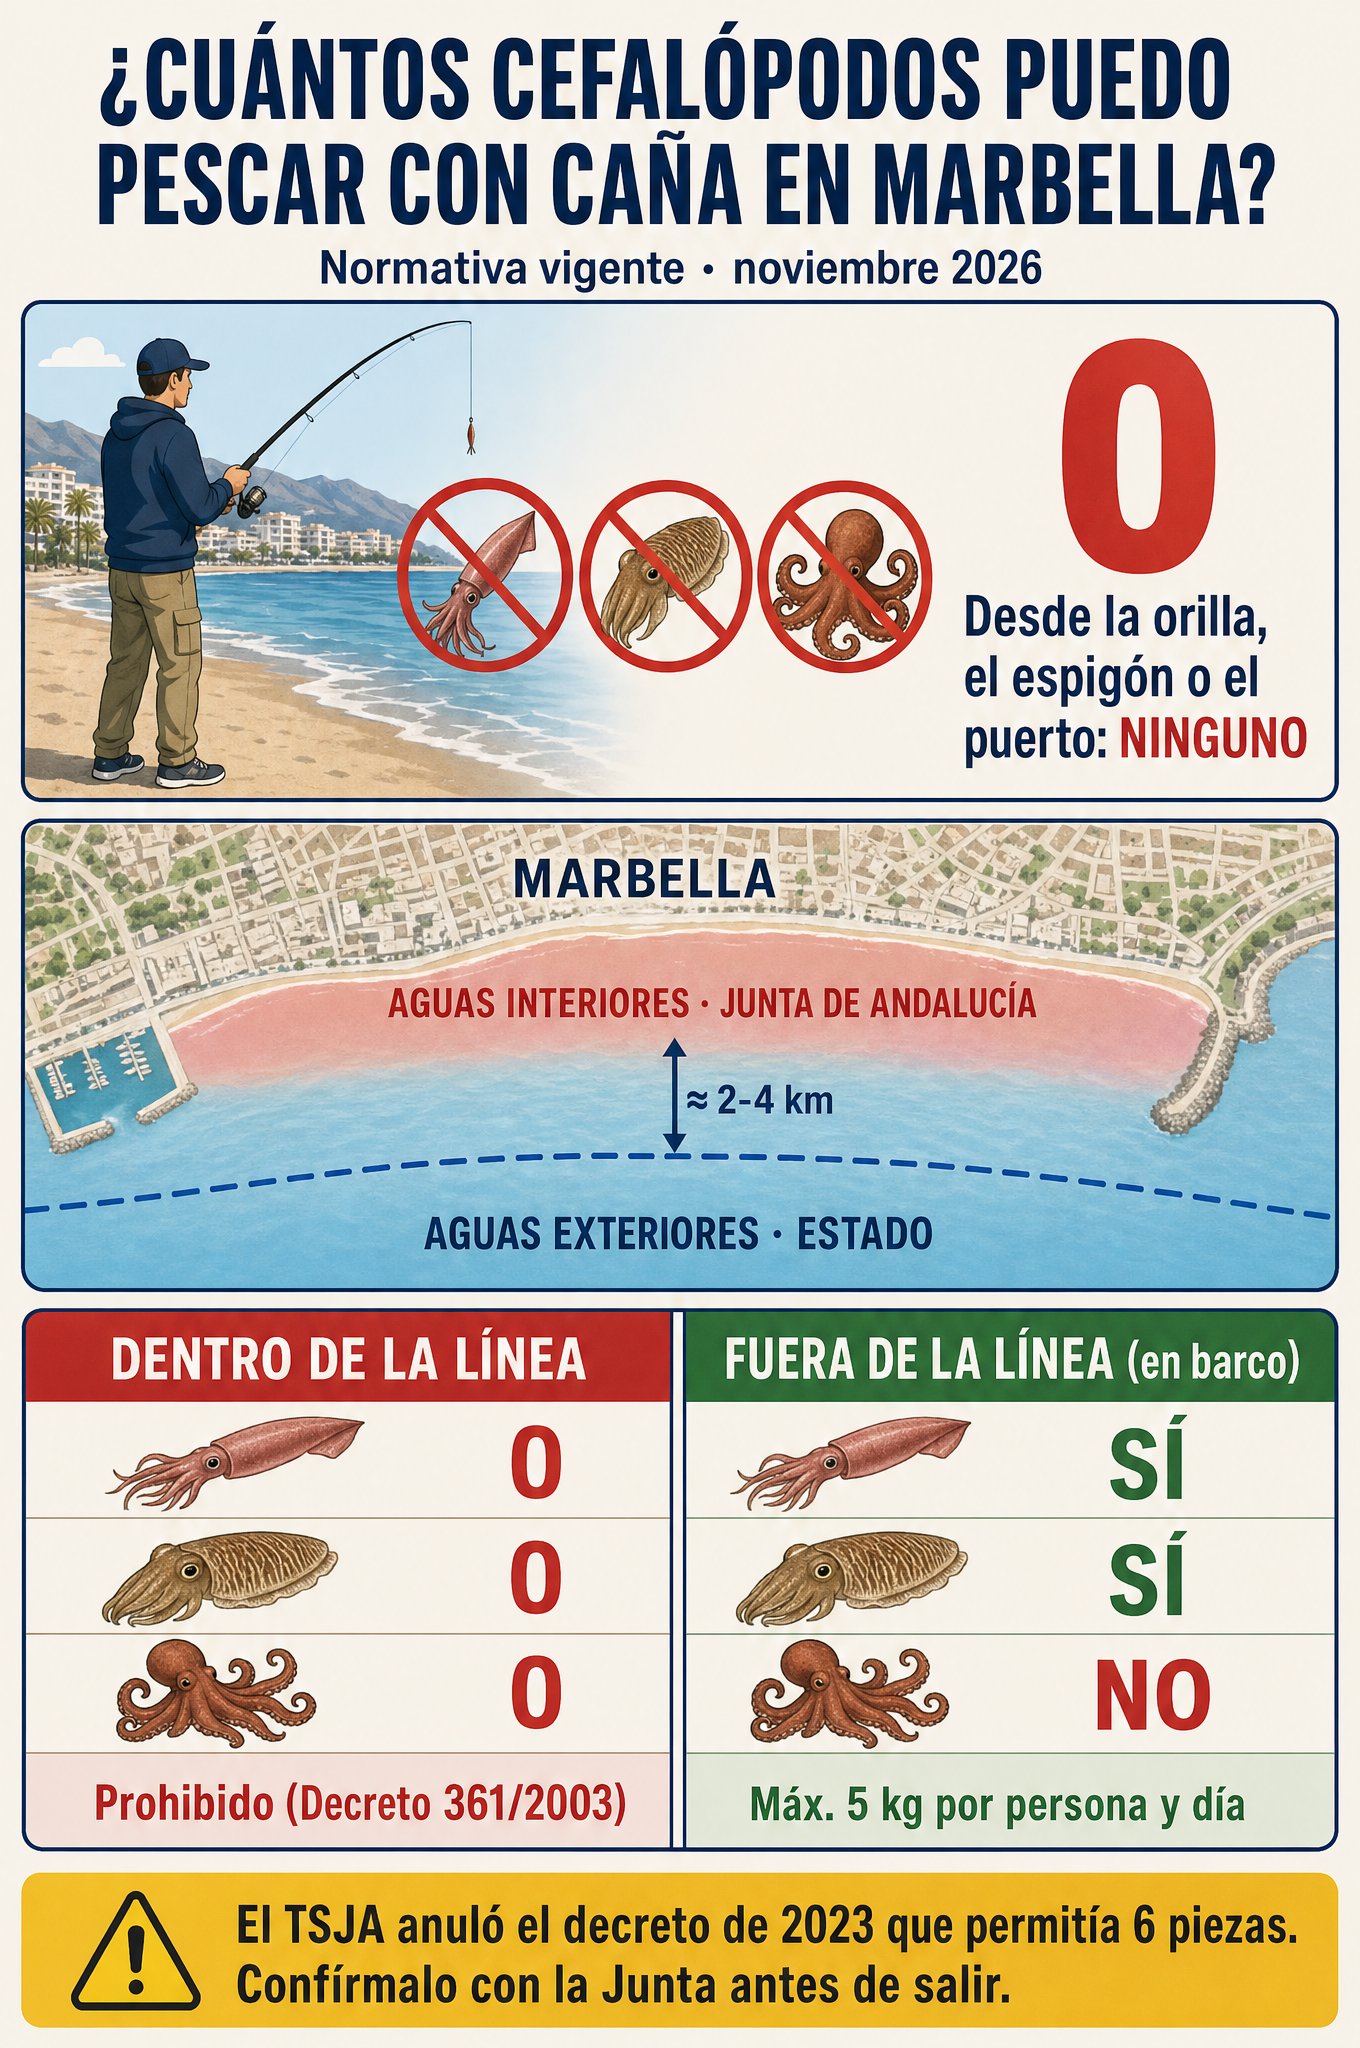 ¿CUÁNTOS CEFALÓPODOS PUEDO
PESCAR CON CAÑA EN MARBELLA?
Normativa vigente • noviembre 2026
0
Desde la orilla,
el espigón o el
puerto: NINGUNO
MARBELLA
AGUAS INTERIORES · JUNTA DE ANDALUCÍA
≈ 2-4 km
AGUAS EXTERIORES · ESTADO
DENTRO DE LA LÍNEA
0
0
0
Prohibido (Decreto 361/2003)
FUERA DE LA LÍNEA (en barco)
SÍ
SÍ
NO
Máx. 5 kg por persona y día
El TSJA anuló el decreto de 2023 que permitía 6 piezas.
Confírmalo con la Junta antes de salir.